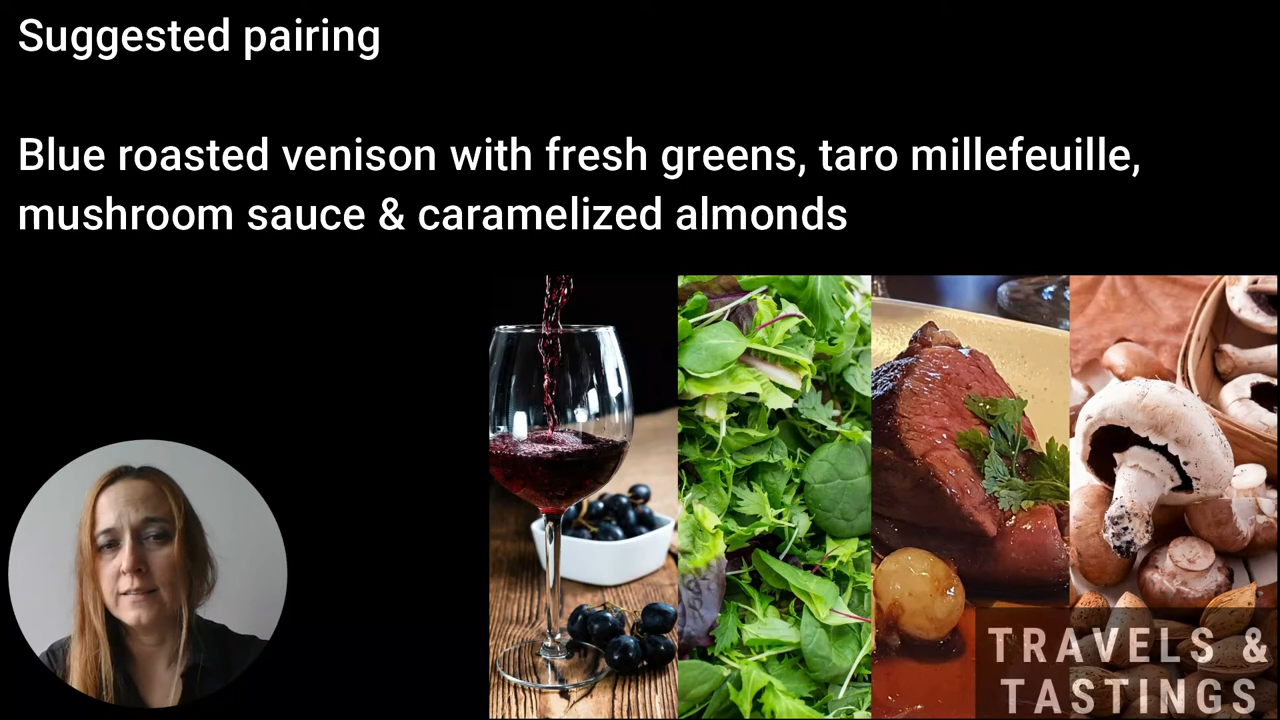 Suggested pairing
Blue roasted venison with fresh greens, taro millefeuille,
mushroom sauce & caramelized almonds
TRAVELS &
TASTINGS